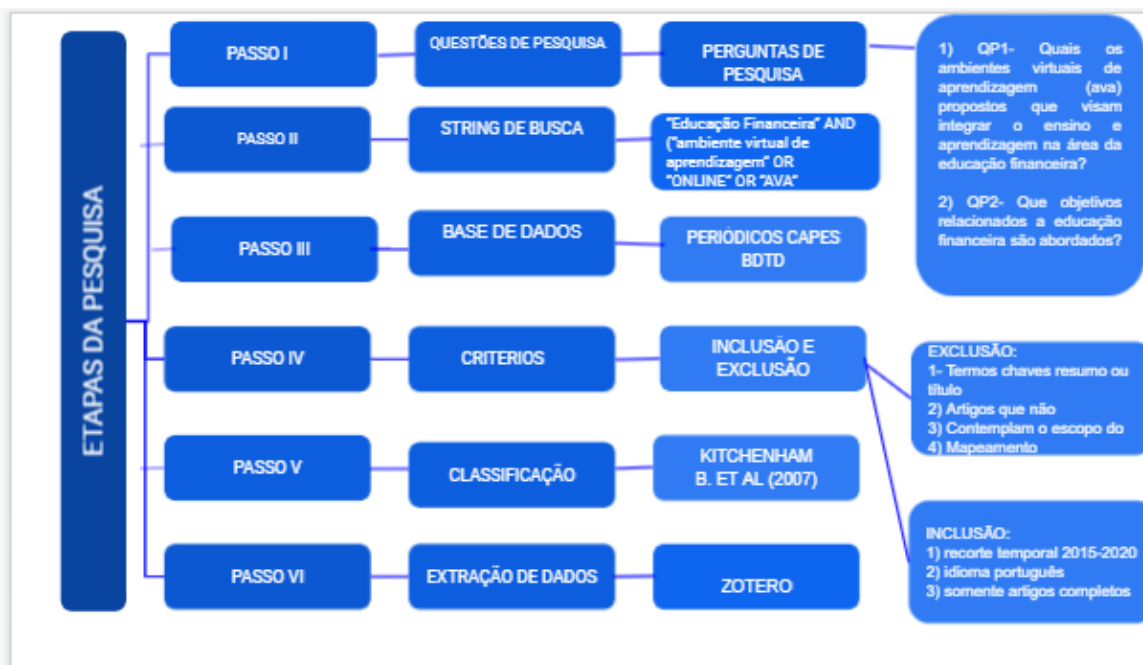 ETAPAS DA PESQUISA
PASSO I
QUESTÕES DE PESQUISA
PERGUNTAS DE
PESQUISA
1) QP1- Quais os
ambientes virtuais de
aprendizagem (ava)
propostos que visam
integrar o ensino e
aprendizagem na área da
educação financeira?
2) QP2- Que objetivos
relacionados a educação
financeira são abordados?
PASSO II
STRING DE BUSCA
"Educação Financeira" AND
("ambiente virtual de
aprendizagem" OR
"ONLINE" OR "AVA"
PASSO III
BASE DE DADOS
PERIÓDICOS CAPES
BDTD
PASSO IV
CRITERIOS
INCLUSÃO E
EXCLUSÃO
EXCLUSÃO:
1- Termos chaves resumo ou
título
2) Artigos que não
3) Contemplam o escopo do
4) Mapeamento
PASSO V
CLASSIFICAÇÃO
KITCHENHAM
B. ET AL (2007)
INCLUSÃO:
1) recorte temporal 2015-2020
2) idioma português
3) somente artigos completos
PASSO VI
EXTRAÇÃO DE DADOS
ZOTERO